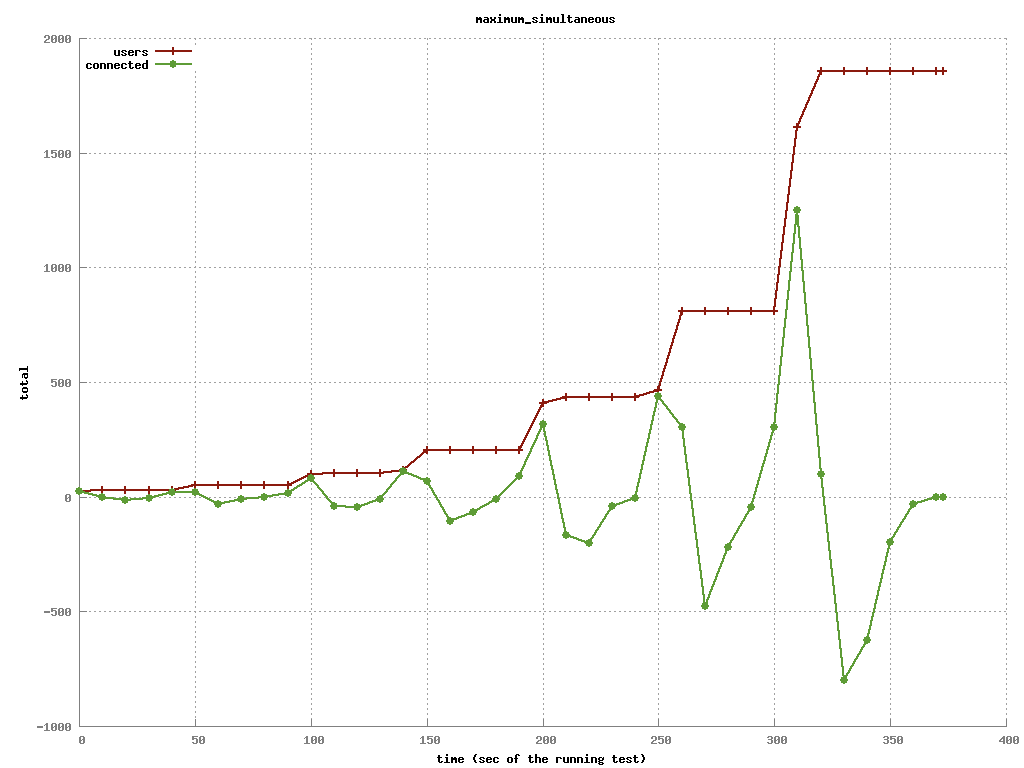 maximum_simultaneous
users
connected
2000
1500
1000
500
0
-500
-1000
total
0 50 100 150 200 250 300 350 400
time (sec of the running test)